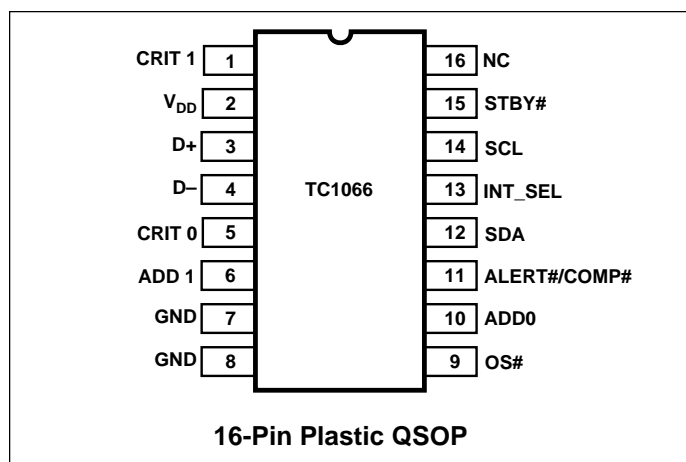 CRIT 1 1 16 NC
VDD 2 15 STBY#
D+ 3 14 SCL
D– 4 TC1066 13 INT_SEL
CRIT 0 5 12 SDA
ADD 1 6 11 ALERT#/COMP#
GND 7 10 ADD0
GND 8 9 OS#
16-Pin Plastic QSOP